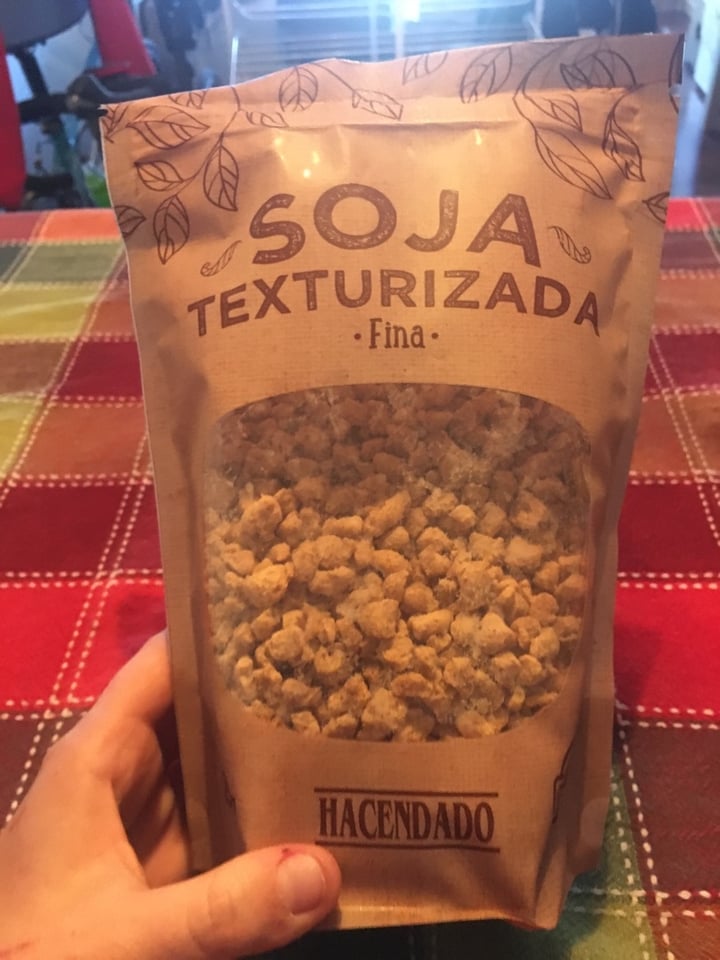 SOJA
TEXTURIZADA
·Fina·
HACENDADO